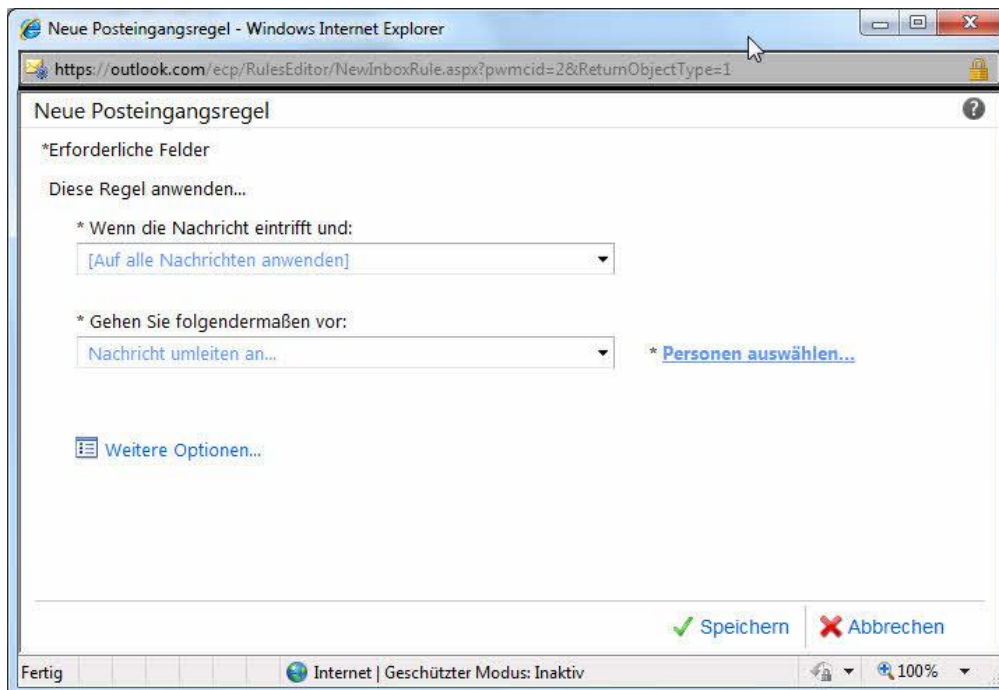 Neue Posteingangsregel - Windows Internet Explorer
https://outlook.com/ecp/RulesEditor/NewInboxRule.aspx?pwmcid=2&ReturnObjectType=1
Neue Posteingangsregel
*Erforderliche Felder
Diese Regel anwenden...
* Wenn die Nachricht eintrifft und:
[Auf alle Nachrichten anwenden]
* Gehen Sie folgendermaßen vor:
Nachricht umleiten an... * Personen auswählen...
Weitere Optionen...
Speichern Abbrechen
Fertig Internet | Geschützter Modus: Inaktiv 100%